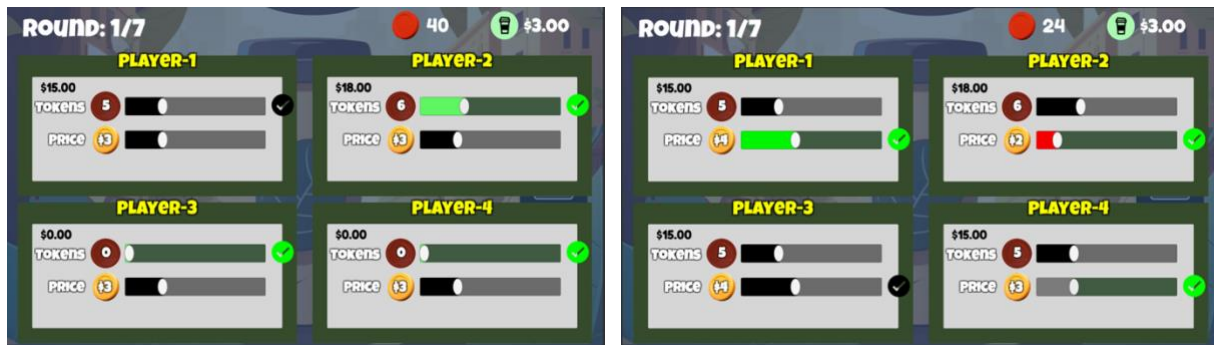 ROUND: 1/7 40 $3.00
PLAYER-1 PLAYER-2
$15.00 $18.00
TOKENS 5 TOKENS 6
PRICE $3 PRICE $3
PLAYER-3 PLAYER-4
$0.00 $0.00
TOKENS 0 TOKENS 0
PRICE $3 PRICE $3
ROUND: 1/7 24 $3.00
PLAYER-1 PLAYER-2
$15.00 $18.00
TOKENS 5 TOKENS 6
PRICE $4 PRICE $2
PLAYER-3 PLAYER-4
$15.00 $15.00
TOKENS 5 TOKENS 5
PRICE $4 PRICE $3